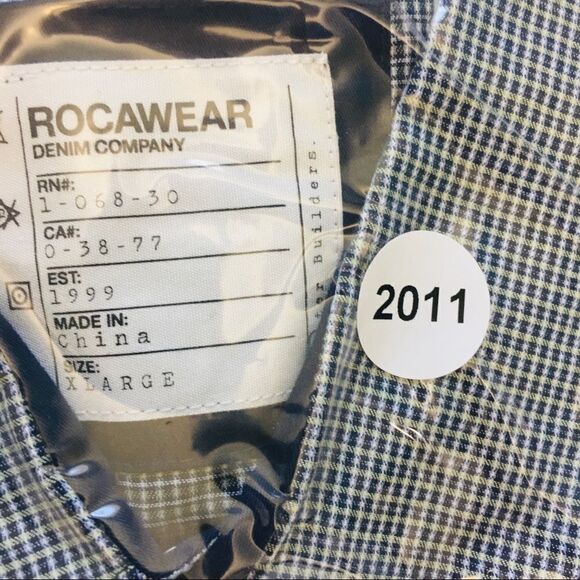 ROCAWEAR
DENIM COMPANY
RN#:
1-068-30
CA#:
0-38-77
EST:
1999
MADE IN:
China
SIZE:
XLARGE
Builders.
2011